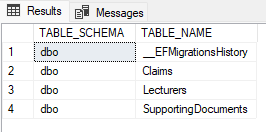 Results Messages
TABLE_SCHEMA TABLE_NAME
1 dbo __EFMigrationsHistory
2 dbo Claims
3 dbo Lecturers
4 dbo SupportingDocuments